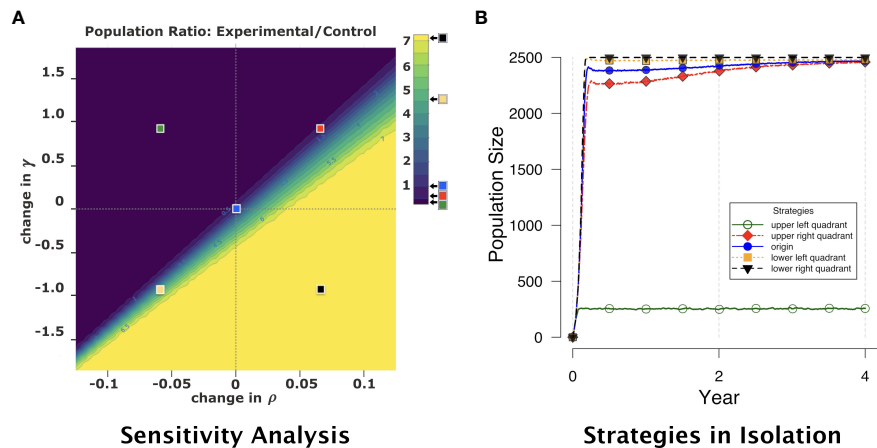 A
Population Ratio: Experimental/Control
1.5
1.0
0.5
0
-0.5
-1.0
-1.5
change in γ
-0.1
-0.05
0
0.05
0.1
change in ρ
7
6
5
4
3
2
1
7
6.5
Sensitivity Analysis
B
2500
2000
1500
1000
500
0
Population Size
Strategies
upper left quadrant
upper right quadrant
origin
lower left quadrant
lower right quadrant
0
2
4
Year
Strategies in Isolation